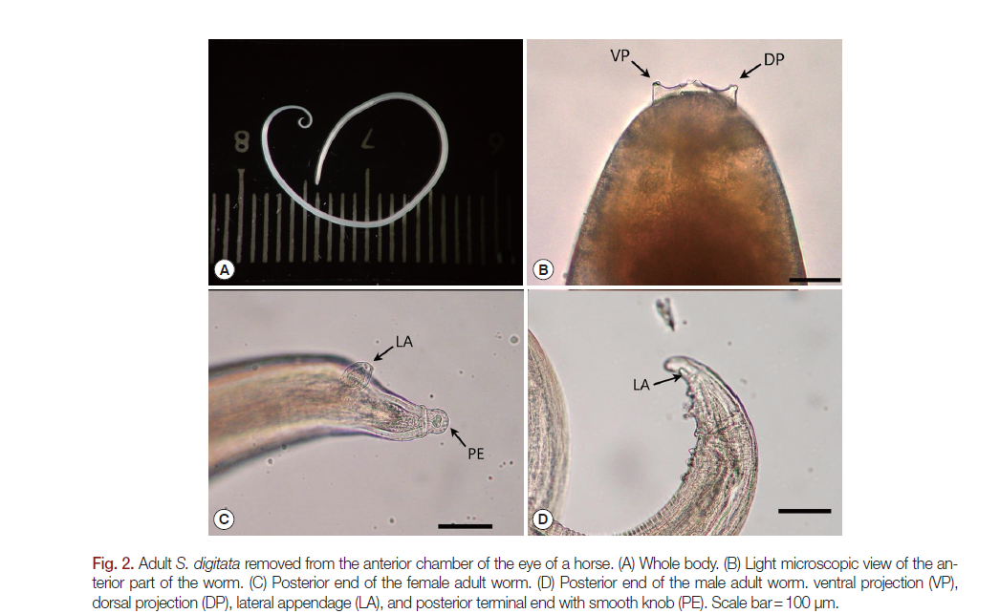 VP
DP
8
7
6
A
B
LA
PE
C
LA
D
Fig. 2. Adult S. digitata removed from the anterior chamber of the eye of a horse. (A) Whole body. (B) Light microscopic view of the an-
terior part of the worm. (C) Posterior end of the female adult worm. (D) Posterior end of the male adult worm. ventral projection (VP),
dorsal projection (DP), lateral appendage (LA), and posterior terminal end with smooth knob (PE). Scale bar=100 μm.